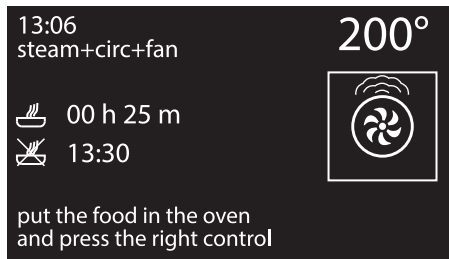 13:06
200°
steam+circ+fan
00 h 25 m
13:30
put the food in the oven
and press the right control